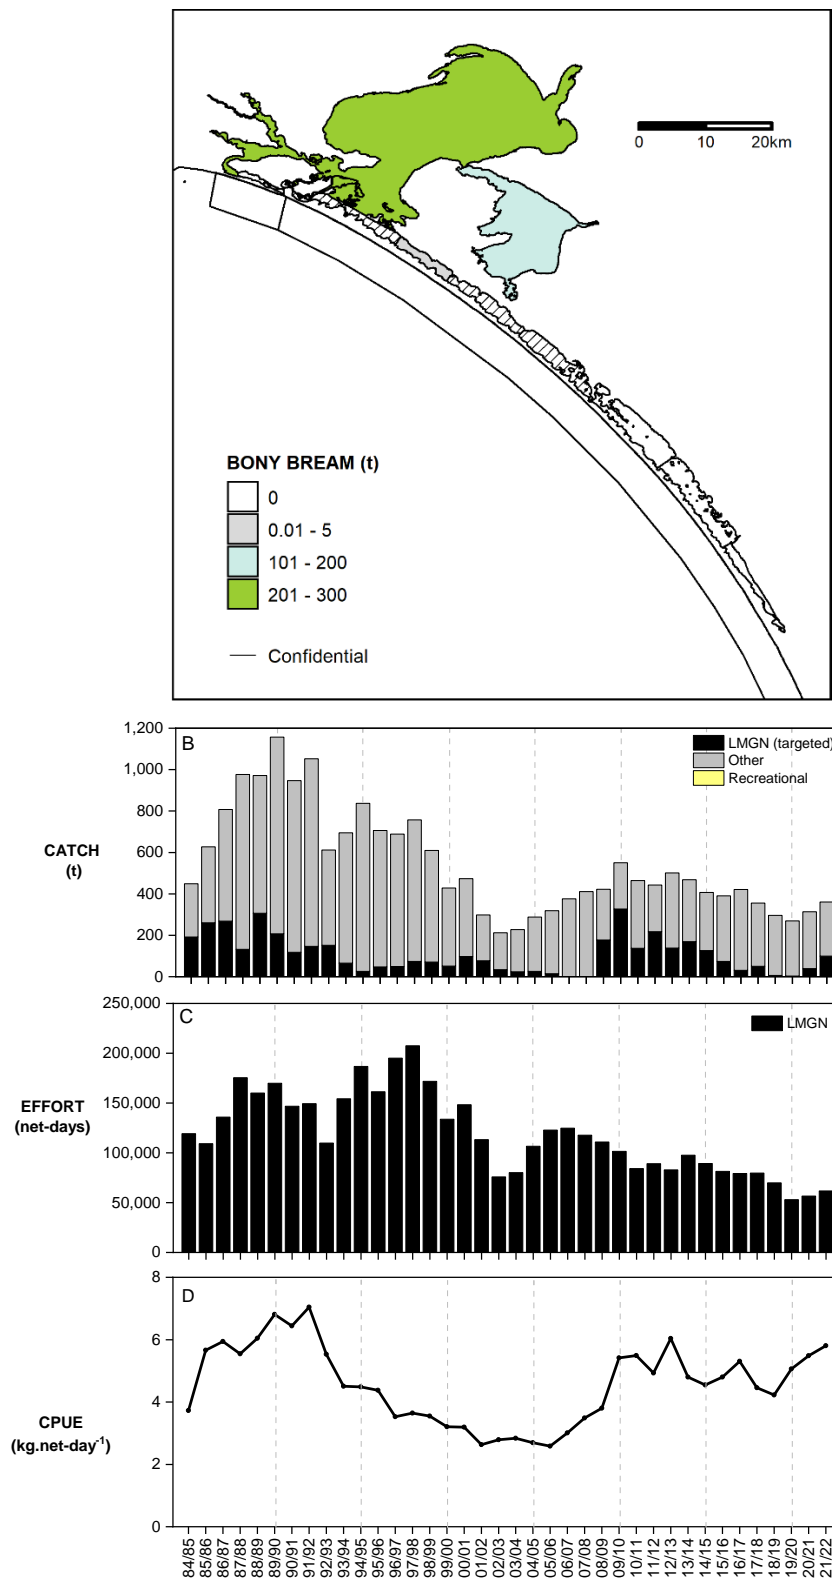 0 10 20km
BONY BREAM (t)
0
0.01 - 5
101 - 200
201 - 300
Confidential
B
LMGN (targeted)
Other
Recreational
CATCH
(t)
1,200
1,000
800
600
400
200
0
C
LMGN
EFFORT
(net-days)
250,000
200,000
150,000
100,000
50,000
0
D
CPUE
(kg.net-day⁻¹)
8
6
4
2
0
84/85 85/86 86/87 87/88 88/89 89/90 90/91 91/92 92/93 93/94 94/95 95/96 96/97 97/98 98/99 99/00 00/01 01/02 02/03 03/04 04/05 05/06 06/07 07/08 08/09 09/10 10/11 11/12 12/13 13/14 14/15 15/16 16/17 17/18 18/19 19/20 20/21 21/22